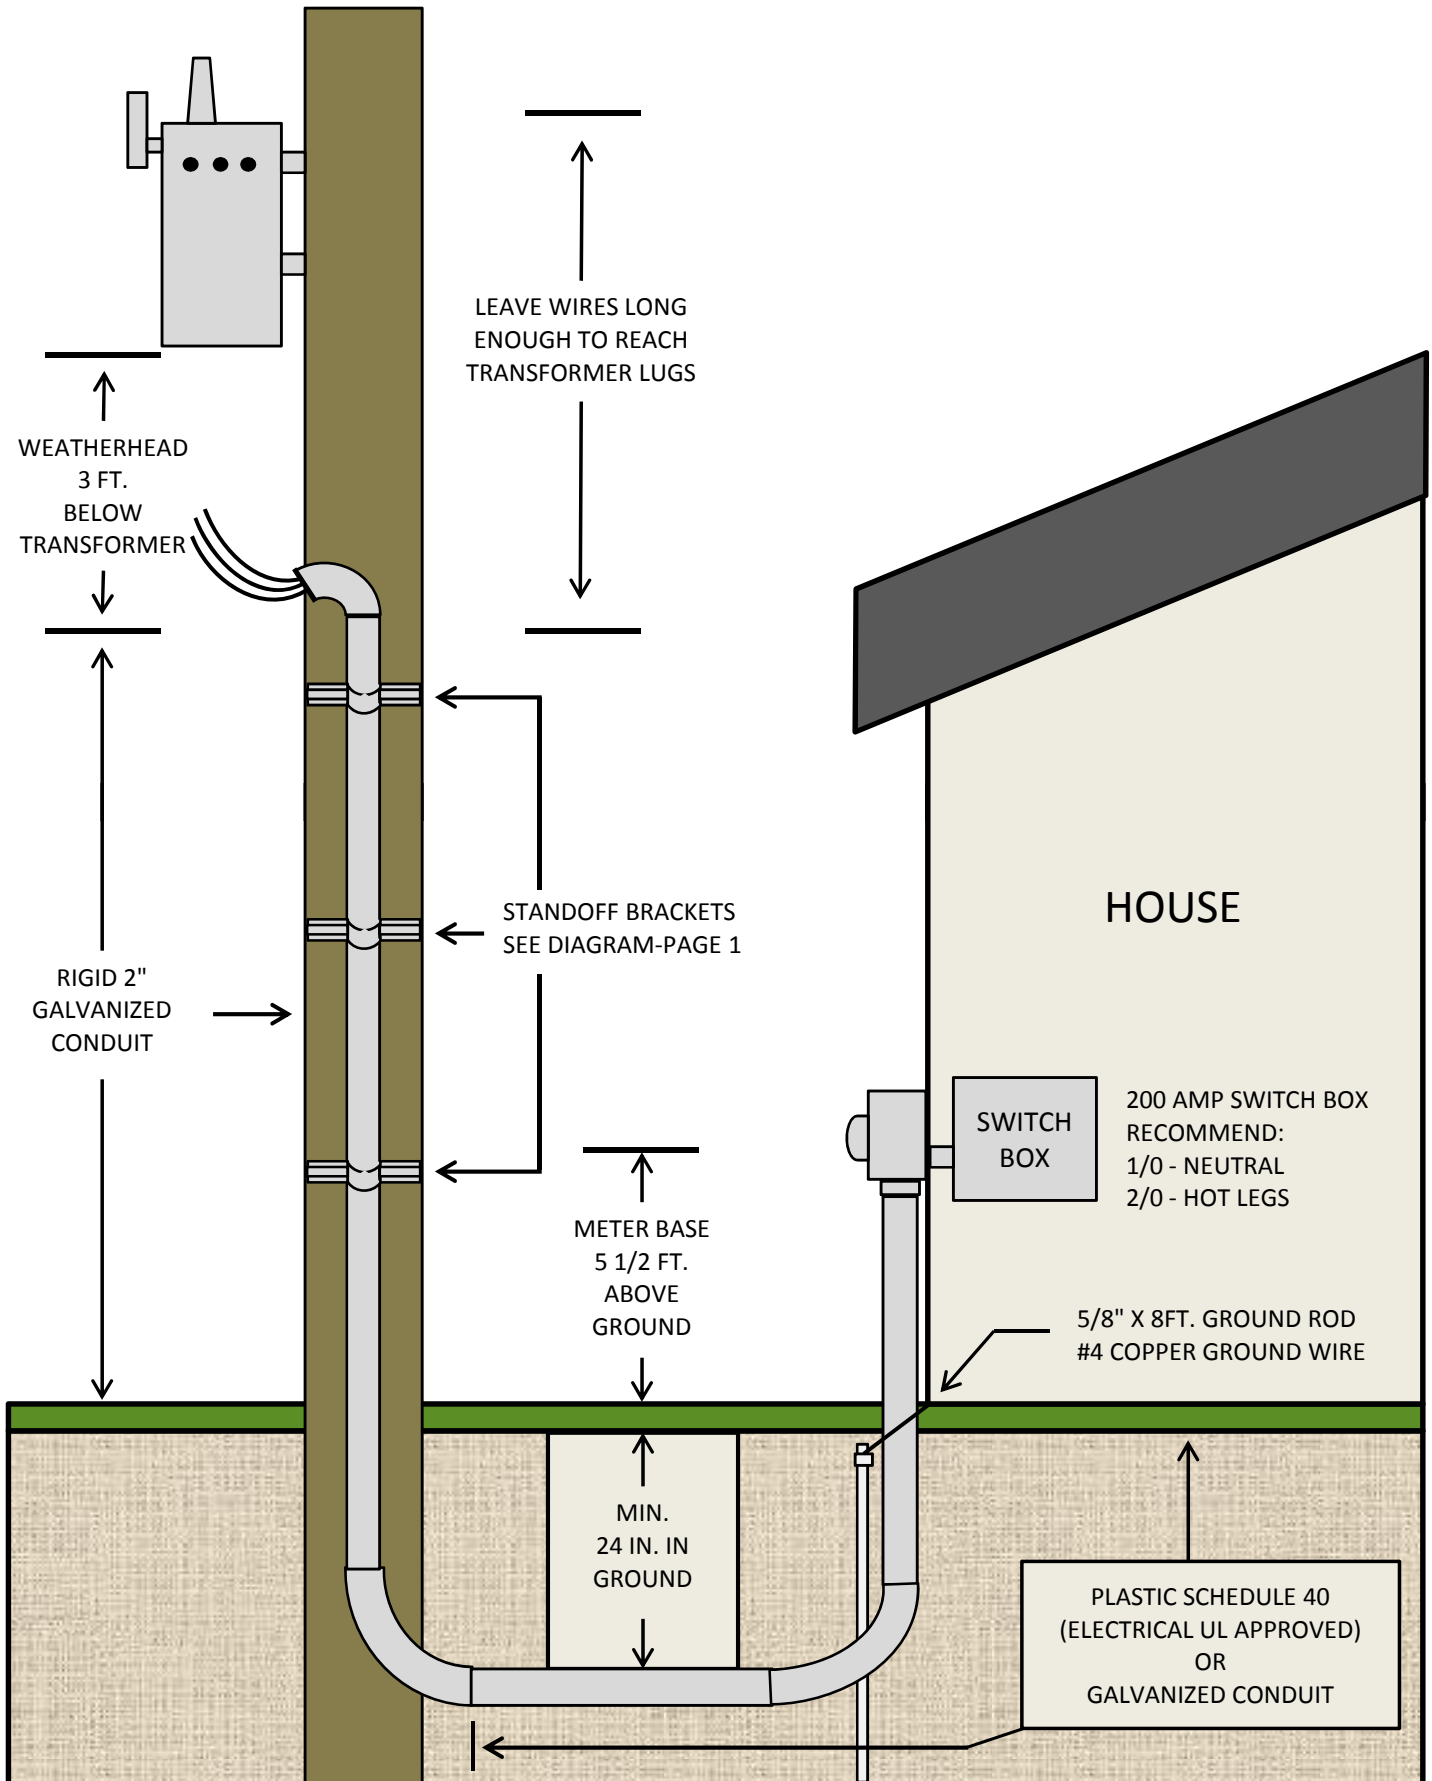 LEAVE WIRES LONG
ENOUGH TO REACH
TRANSFORMER LUGS
WEATHERHEAD
3 FT.
BELOW
TRANSFORMER
STANDOFF BRACKETS
SEE DIAGRAM-PAGE 1
HOUSE
RIGID 2"
GALVANIZED
CONDUIT
SWITCH
BOX
200 AMP SWITCH BOX
RECOMMEND:
1/0 - NEUTRAL
2/0 - HOT LEGS
METER BASE
5 1/2 FT.
ABOVE
GROUND
5/8" X 8FT. GROUND ROD
#4 COPPER GROUND WIRE
MIN.
24 IN. IN
GROUND
PLASTIC SCHEDULE 40
(ELECTRICAL UL APPROVED)
OR
GALVANIZED CONDUIT